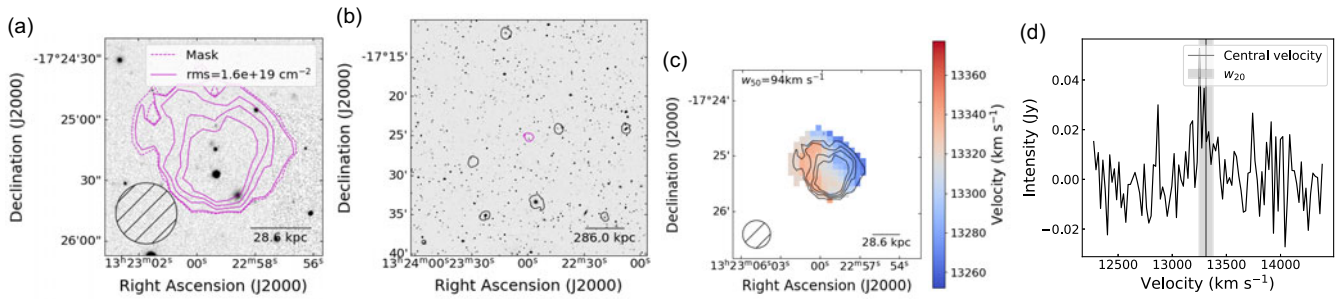 (a)
-17°24'30"
25'00"
30"
26'00"
Declination (J2000)
Mask
rms=1.6e+19 cm⁻²
28.6 kpc
13ʰ23ᵐ02ˢ
00ˢ
22ᵐ58ˢ
56ˢ
Right Ascension (J2000)
(b)
-17°15'
20'
25'
30'
35'
40'
Declination (J2000)
286.0 kpc
13ʰ24ᵐ00ˢ
23ᵐ30ˢ
00ˢ
22ᵐ30ˢ
00ˢ
Right Ascension (J2000)
(c)
w₅₀=94km s⁻¹
-17°24'
25'
26'
Declination (J2000)
28.6 kpc
13ʰ23ᵐ06ˢ
03ˢ
00ˢ
22ᵐ57ˢ
54ˢ
Right Ascension (J2000)
13360
13340
13320
13300
13280
13260
Velocity (km s⁻¹)
(d)
Central velocity
w₂₀
0.04
0.02
0.00
−0.02
Intensity (Jy)
12500
13000
13500
14000
Velocity (km s⁻¹)